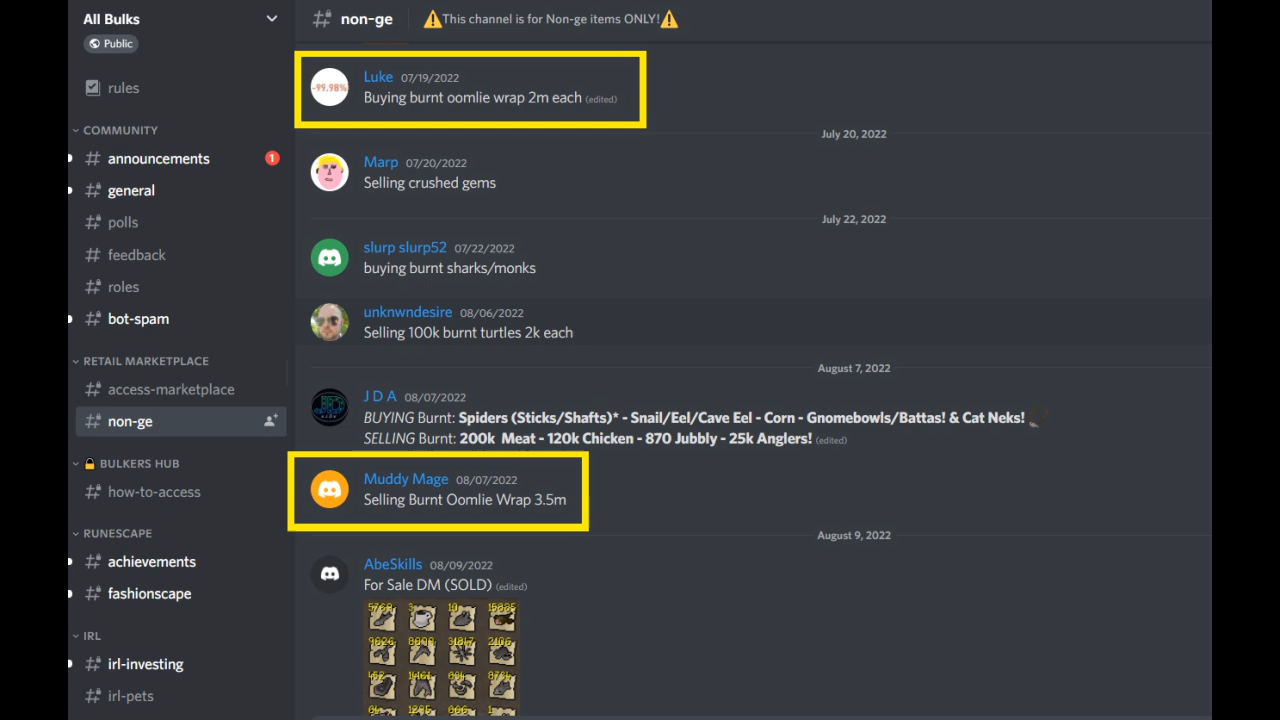 All Bulks
Public
rules
COMMUNITY
announcements 1
general
polls
feedback
roles
bot-spam
RETAIL MARKETPLACE
access-marketplace
non-ge
BULKERS HUB
how-to-access
RUNESCAPE
achievements
fashionscape
IRL
irl-investing
irl-pets
non-ge ⚠️This channel is for Non-ge items ONLY!⚠️
-99.98%
Luke 07/19/2022
Buying burnt oomlie wrap 2m each (edited)
July 20, 2022
Marp 07/20/2022
Selling crushed gems
July 22, 2022
slurp slurp52 07/22/2022
buying burnt sharks/monks
unknwndesire 08/06/2022
Selling 100k burnt turtles 2k each
August 7, 2022
J D A 08/07/2022
BUYING Burnt: Spiders (Sticks/Shafts)* - Snail/Eel/Cave Eel - Corn - Gnomebowls/Battas! & Cat Neks!
SELLING Burnt: 200k Meat - 120k Chicken - 870 Jubbly - 25k Anglers! (edited)
Muddy Mage 08/07/2022
Selling Burnt Oomlie Wrap 3.5m
August 9, 2022
AbeSkills 08/09/2022
For Sale DM (SOLD) (edited)